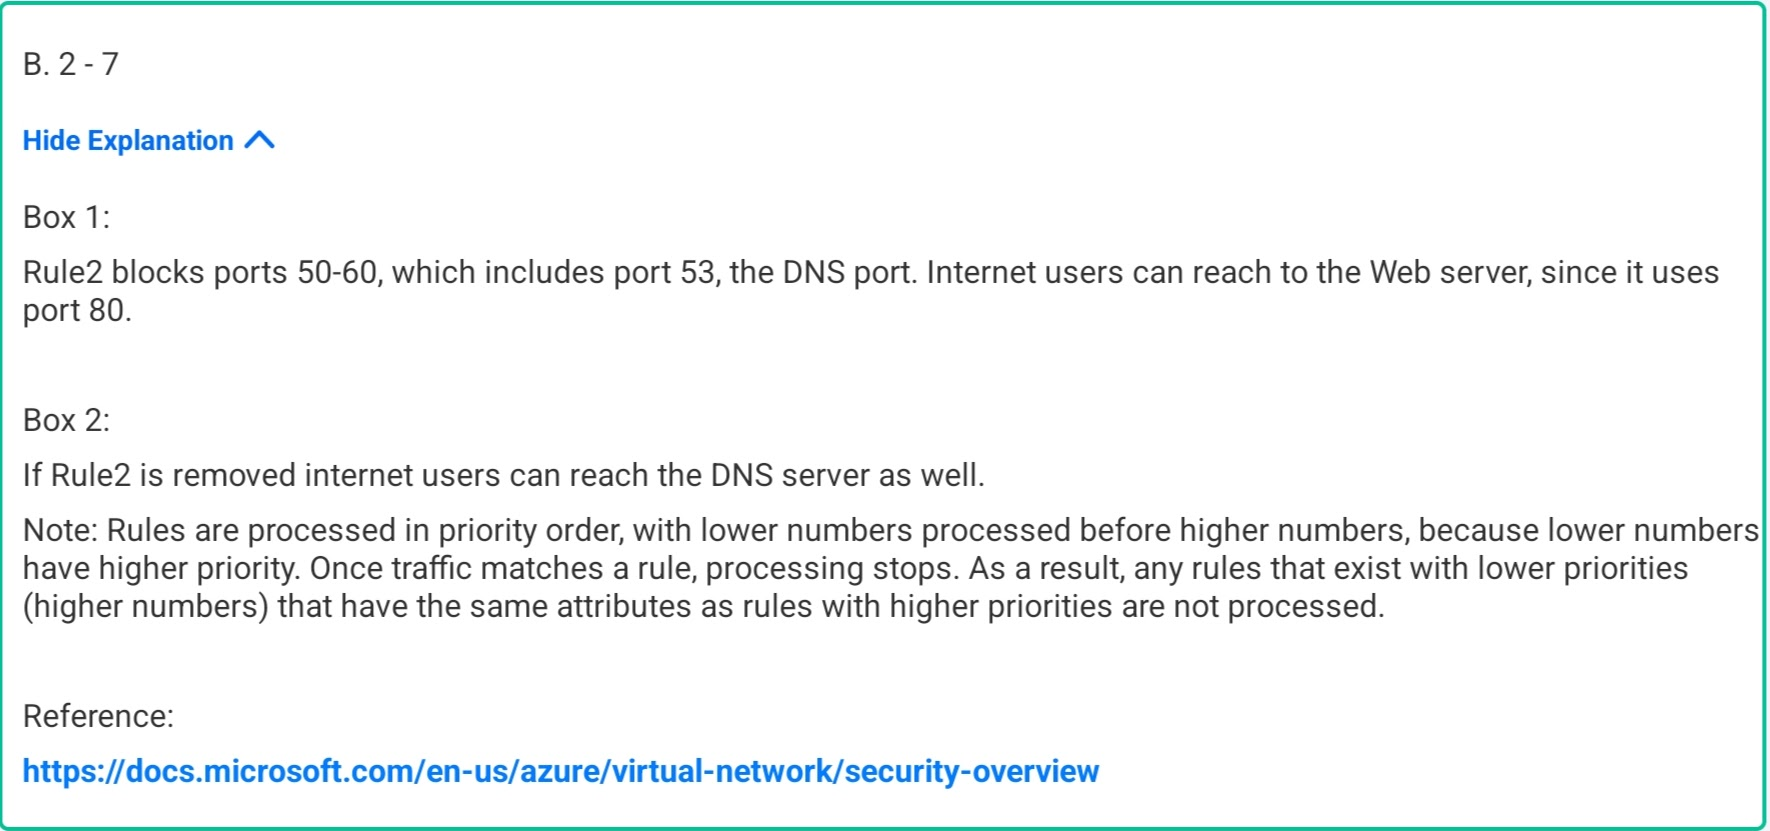 B. 2 - 7
Hide Explanation
Box 1:
Rule2 blocks ports 50-60, which includes port 53, the DNS port. Internet users can reach to the Web server, since it uses
port 80.
Box 2:
If Rule2 is removed internet users can reach the DNS server as well.
Note: Rules are processed in priority order, with lower numbers processed before higher numbers, because lower numbers
have higher priority. Once traffic matches a rule, processing stops. As a result, any rules that exist with lower priorities
(higher numbers) that have the same attributes as rules with higher priorities are not processed.
Reference:
https://docs.microsoft.com/en-us/azure/virtual-network/security-overview